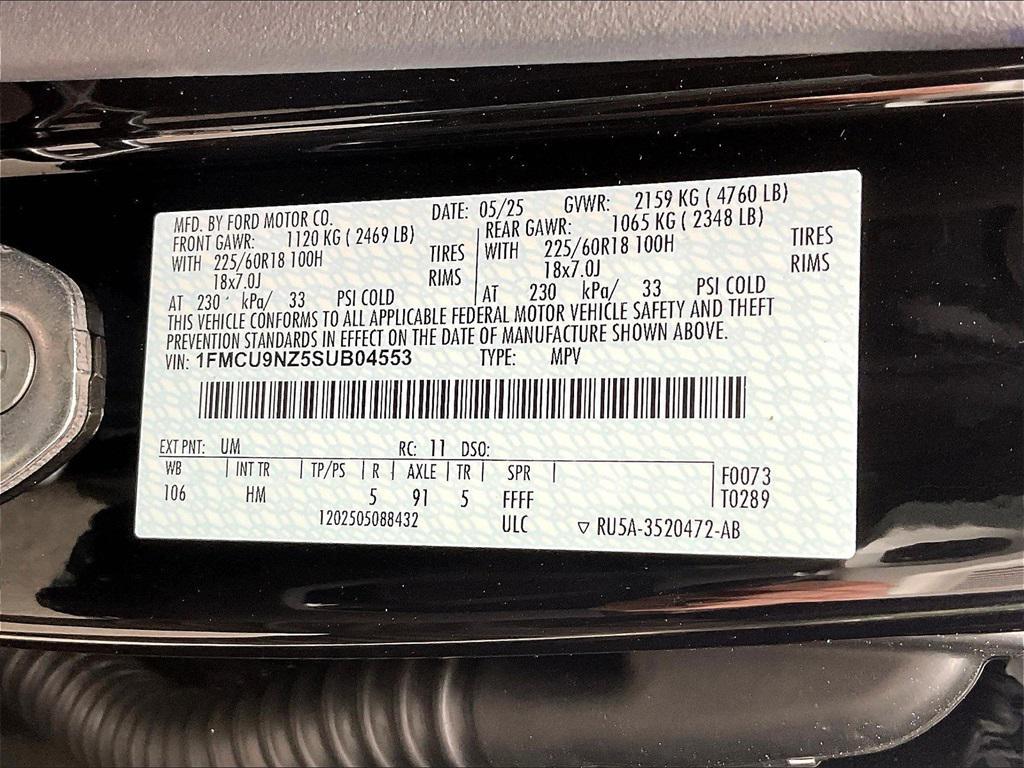 MFD. BY FORD MOTOR CO. DATE: 05/25 GVWR: 2159 KG ( 4760 LB)
FRONT GAWR: 1120 KG ( 2469 LB) REAR GAWR: 1065 KG ( 2348 LB)
WITH 225/60R18 100H TIRES WITH 225/60R18 100H TIRES
18x7.0J RIMS 18x7.0J RIMS
AT 230 kPa/ 33 PSI COLD AT 230 kPa/ 33 PSI COLD
THIS VEHICLE CONFORMS TO ALL APPLICABLE FEDERAL MOTOR VEHICLE SAFETY AND THEFT
PREVENTION STANDARDS IN EFFECT ON THE DATE OF MANUFACTURE SHOWN ABOVE.
VIN: 1FMCU9NZ5SUB04553 TYPE: MPV
EXT PNT: UM RC: 11 DSO:
WB INT TR TP/PS R AXLE TR SPR F0073
106 HM 5 91 5 FFFF T0289
1202505088432 ULC ▽ RU5A-3520472-AB